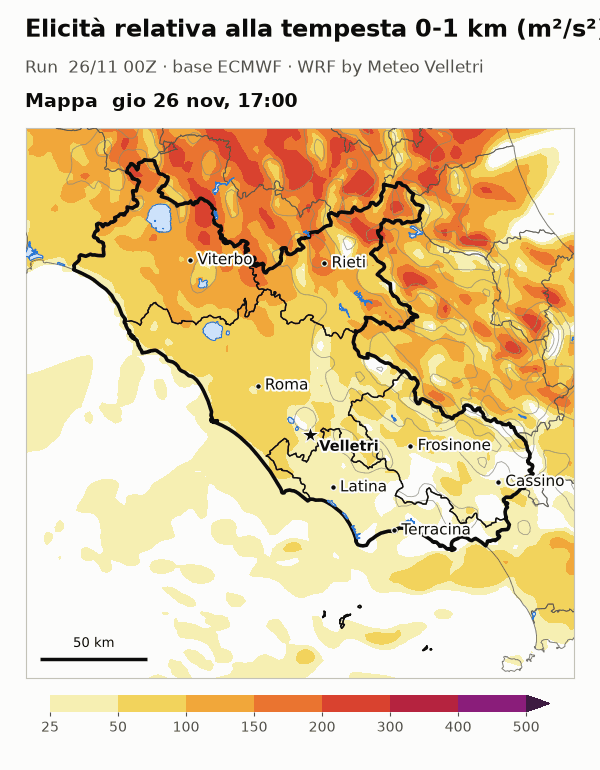 Elicità relativa alla tempesta 0-1 km (m²/s²)
Run 26/11 00Z · base ECMWF · WRF by Meteo Velletri
Mappa gio 26 nov, 17:00
Viterbo
Rieti
Roma
Velletri
Frosinone
Cassino
Latina
Terracina
50 km
25 50 100 150 200 300 400 500